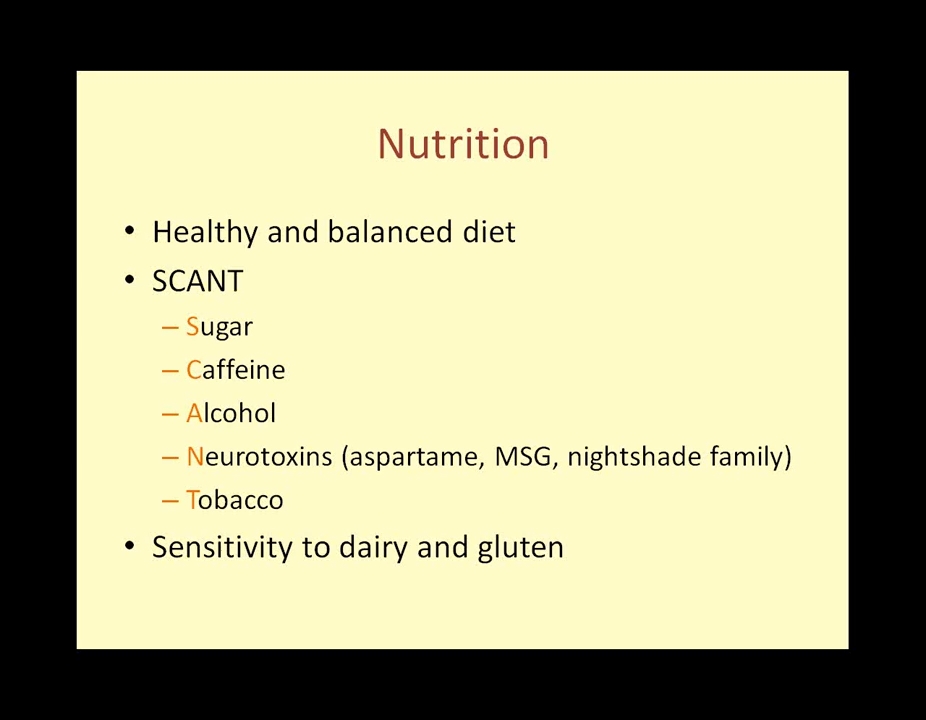 Nutrition
• Healthy and balanced diet
• SCANT
– Sugar
– Caffeine
– Alcohol
– Neurotoxins (aspartame, MSG, nightshade family)
– Tobacco
• Sensitivity to dairy and gluten